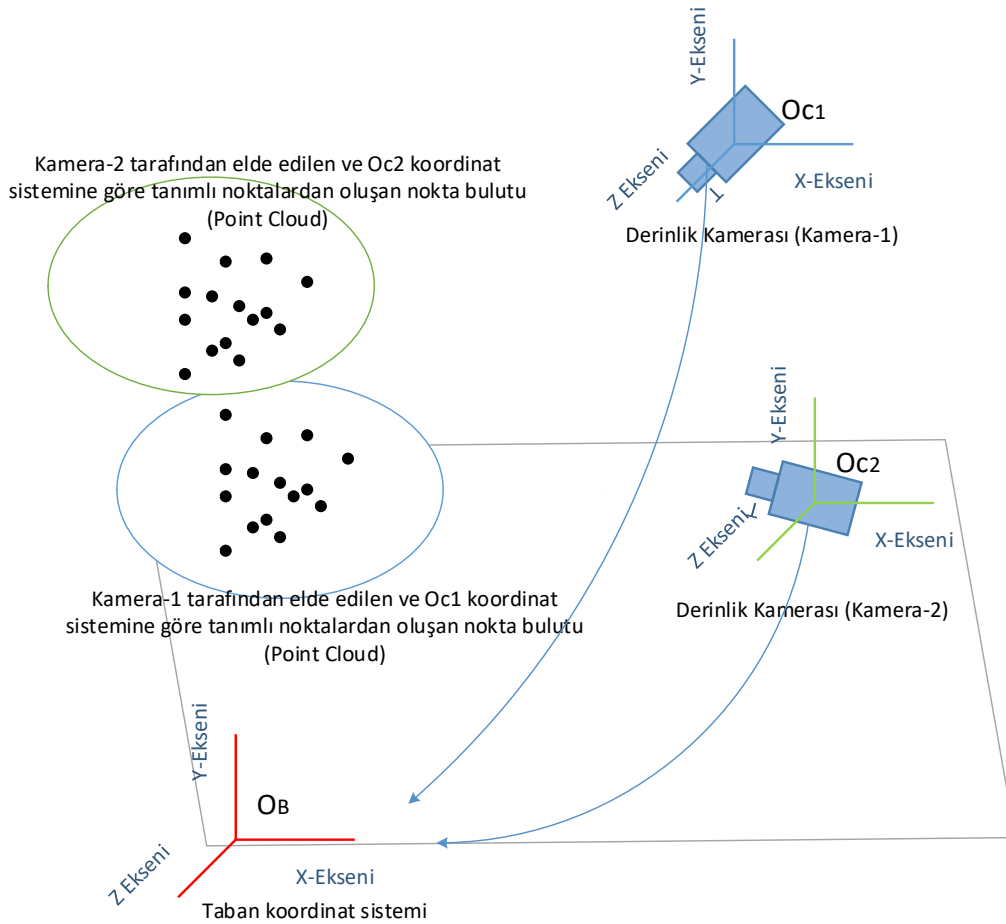 Y-Ekseni
Oc1
Z Ekseni
X-Ekseni
1
Derinlik Kamerası (Kamera-1)
Kamera-2 tarafından elde edilen ve Oc2 koordinat
sistemine göre tanımlı noktalardan oluşan nokta bulutu
(Point Cloud)
Y-Ekseni
Oc2
Z Ekseni
X-Ekseni
1
Derinlik Kamerası (Kamera-2)
Kamera-1 tarafından elde edilen ve Oc1 koordinat
sistemine göre tanımlı noktalardan oluşan nokta bulutu
(Point Cloud)
Y-Ekseni
OB
Z Ekseni
X-Ekseni
Taban koordinat sistemi